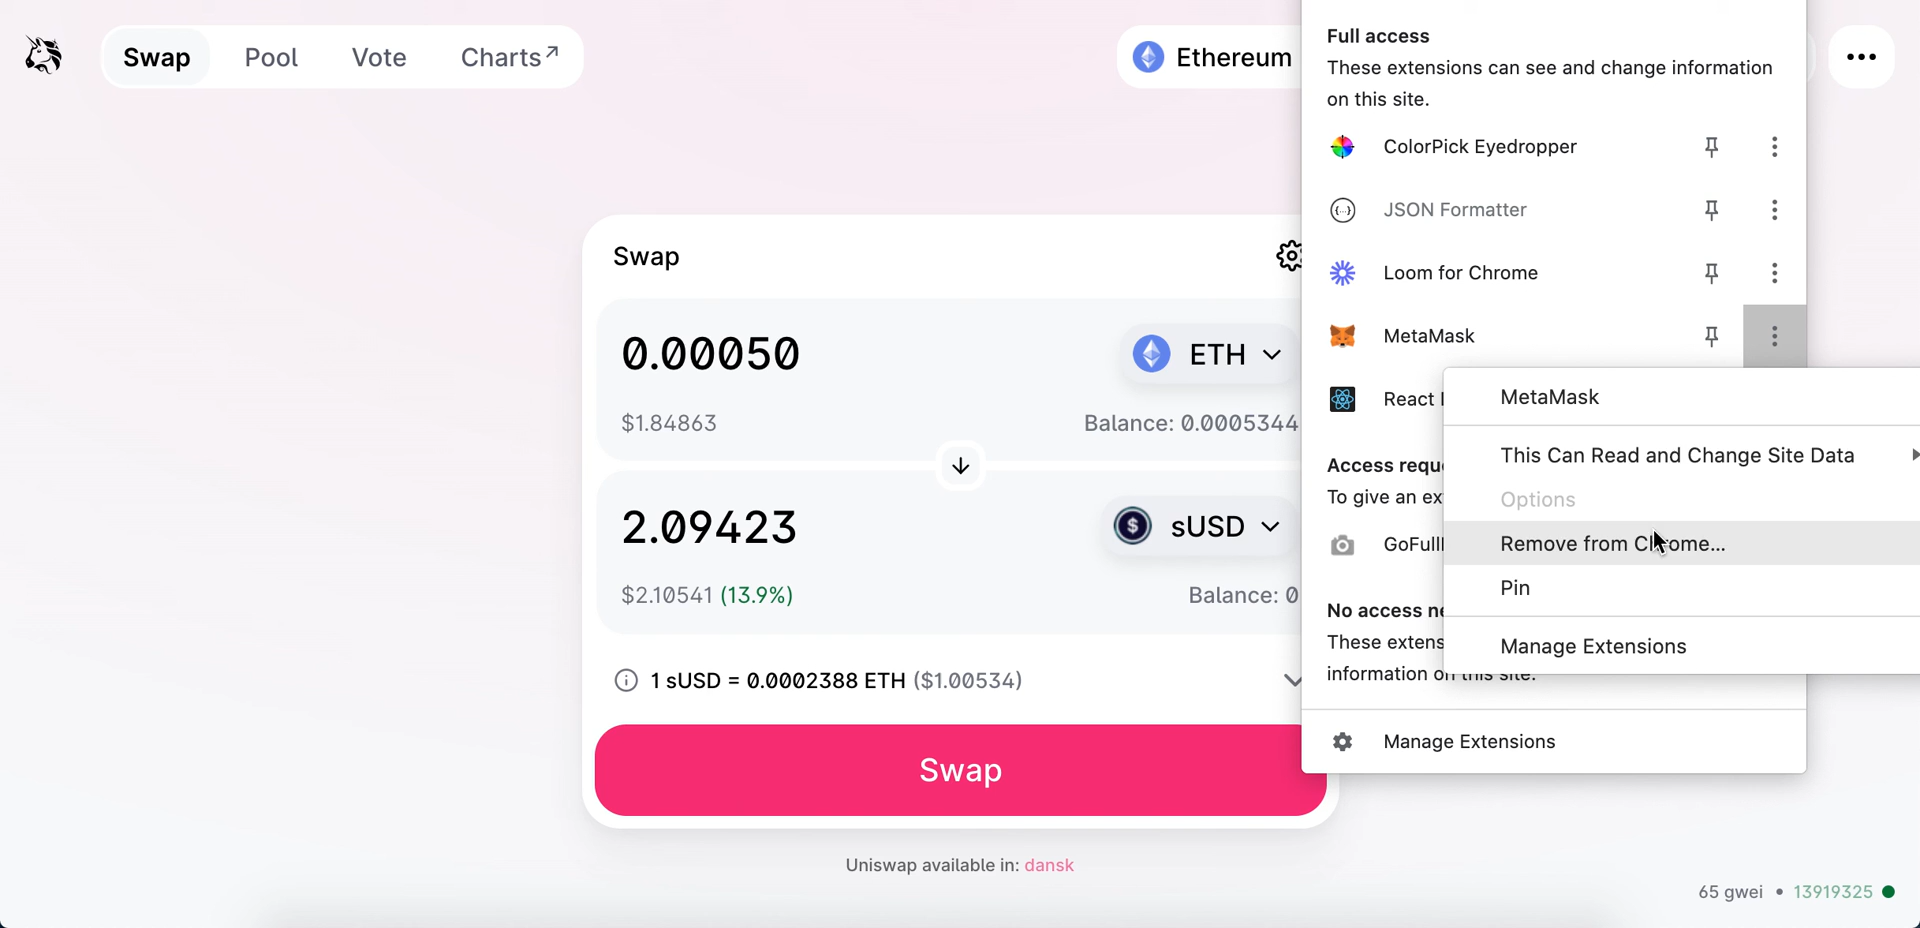 Swap
Pool
Vote
Charts↗
Ethereum
Swap
0.00050
ETH
$1.84863
Balance: 0.0005344
2.09423
sUSD
$2.10541 (13.9%)
Balance: 0
1 sUSD = 0.0002388 ETH ($1.00534)
Swap
Uniswap available in: dansk
65 gwei • 13919325
Full access
These extensions can see and change information
on this site.
ColorPick Eyedropper
JSON Formatter
Loom for Chrome
MetaMask
React
Access requ
To give an ex
GoFull
No access ne
These extens
information on this site.
Manage Extensions
MetaMask
This Can Read and Change Site Data
Options
Remove from Chrome...
Pin
Manage Extensions